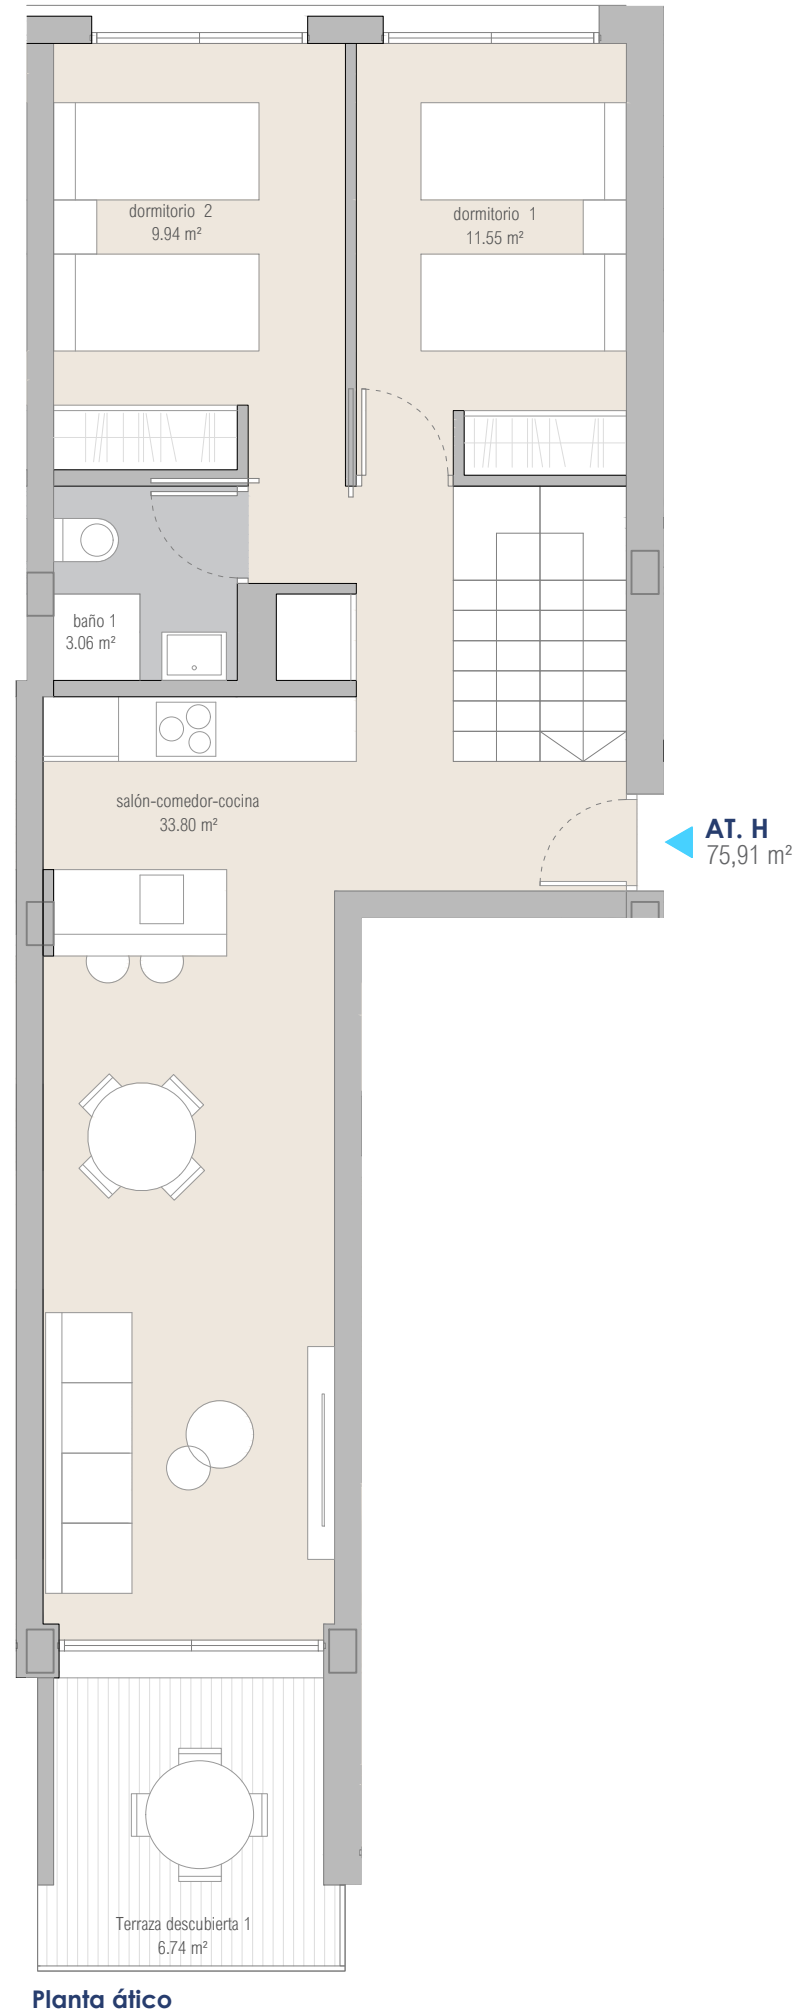 dormitorio 2
9.94 m²
dormitorio 1
11.55 m²
baño 1
3.06 m²
salón-comedor-cocina
33.80 m²
AT. H
75,91 m²
Terraza descubierta 1
6.74 m²
Planta ático